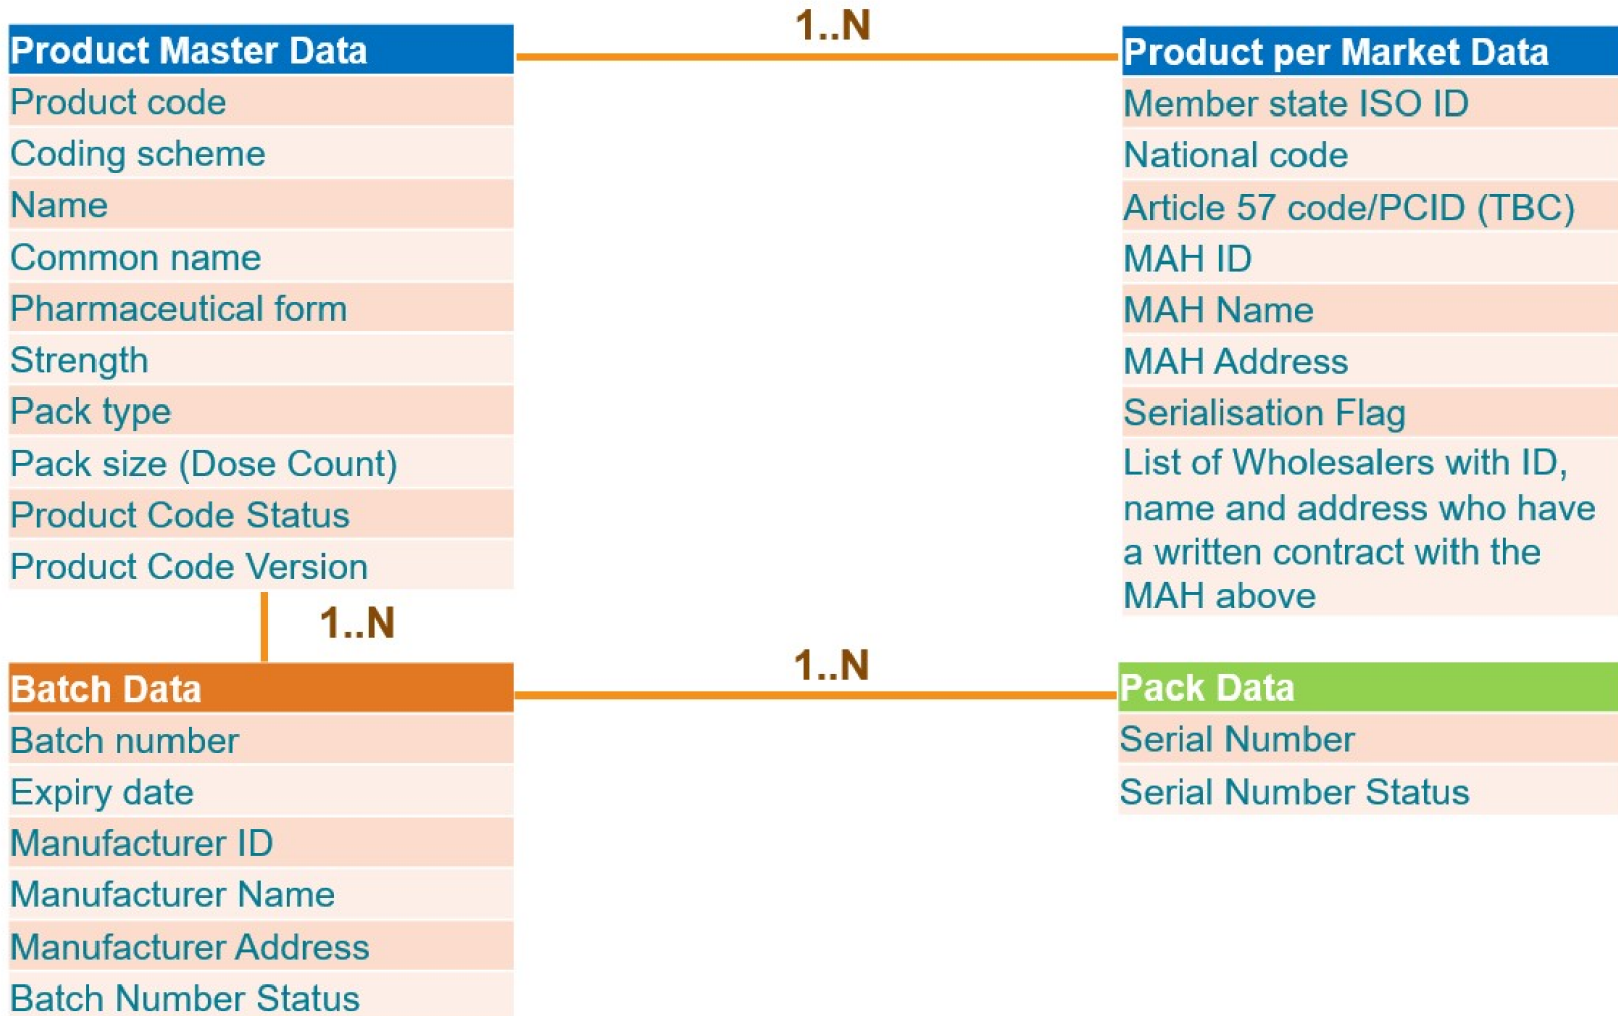 1..N
Product Master Data
Product code
Coding scheme
Name
Common name
Pharmaceutical form
Strength
Pack type
Pack size (Dose Count)
Product Code Status
Product Code Version
Product per Market Data
Member state ISO ID
National code
Article 57 code/PCID (TBC)
MAH ID
MAH Name
MAH Address
Serialisation Flag
List of Wholesalers with ID,
name and address who have
a written contract with the
MAH above
1..N
1..N
Batch Data
Batch number
Expiry date
Manufacturer ID
Manufacturer Name
Manufacturer Address
Batch Number Status
Pack Data
Serial Number
Serial Number Status